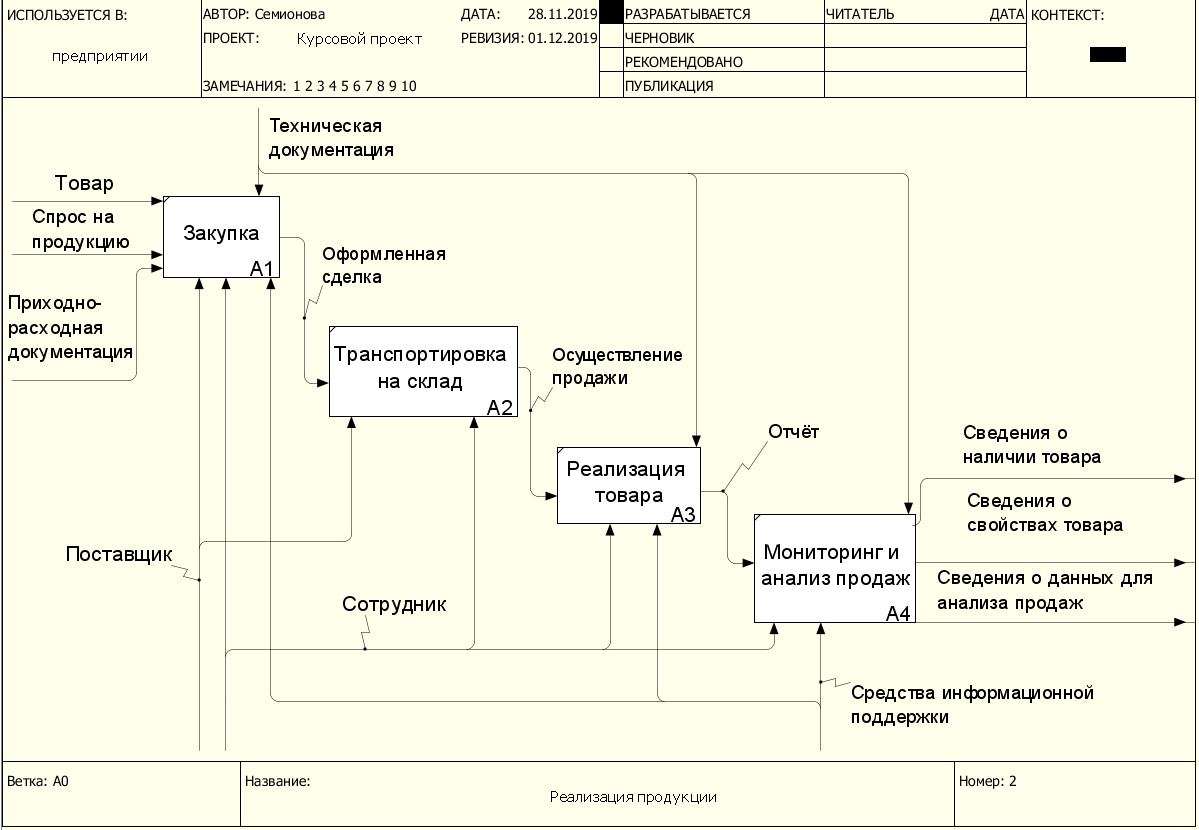 ИСПОЛЬЗУЕТСЯ В:
предприятии
АВТОР: Семионова
ДАТА: 28.11.2019
ПРОЕКТ: Курсовой проект
РЕВИЗИЯ: 01.12.2019
ЗАМЕЧАНИЯ: 1 2 3 4 5 6 7 8 9 10
РАЗРАБАТЫВАЕТСЯ
ЧЕРНОВИК
РЕКОМЕНДОВАНО
ПУБЛИКАЦИЯ
ЧИТАТЕЛЬ
ДАТА
КОНТЕКСТ:
Техническая
документация
Товар
Спрос на
продукцию
Приходно-
расходная
документация
Закупка
A1
Оформленная
сделка
Транспортировка
на склад
A2
Осуществление
продажи
Реализация
товара
A3
Отчёт
Мониторинг и
анализ продаж
A4
Сведения о
наличии товара
Сведения о
свойствах товара
Сведения о данных для
анализа продаж
Поставщик
Сотрудник
Средства информационной
поддержки
Ветка: A0
Название:
Реализация продукции
Номер: 2